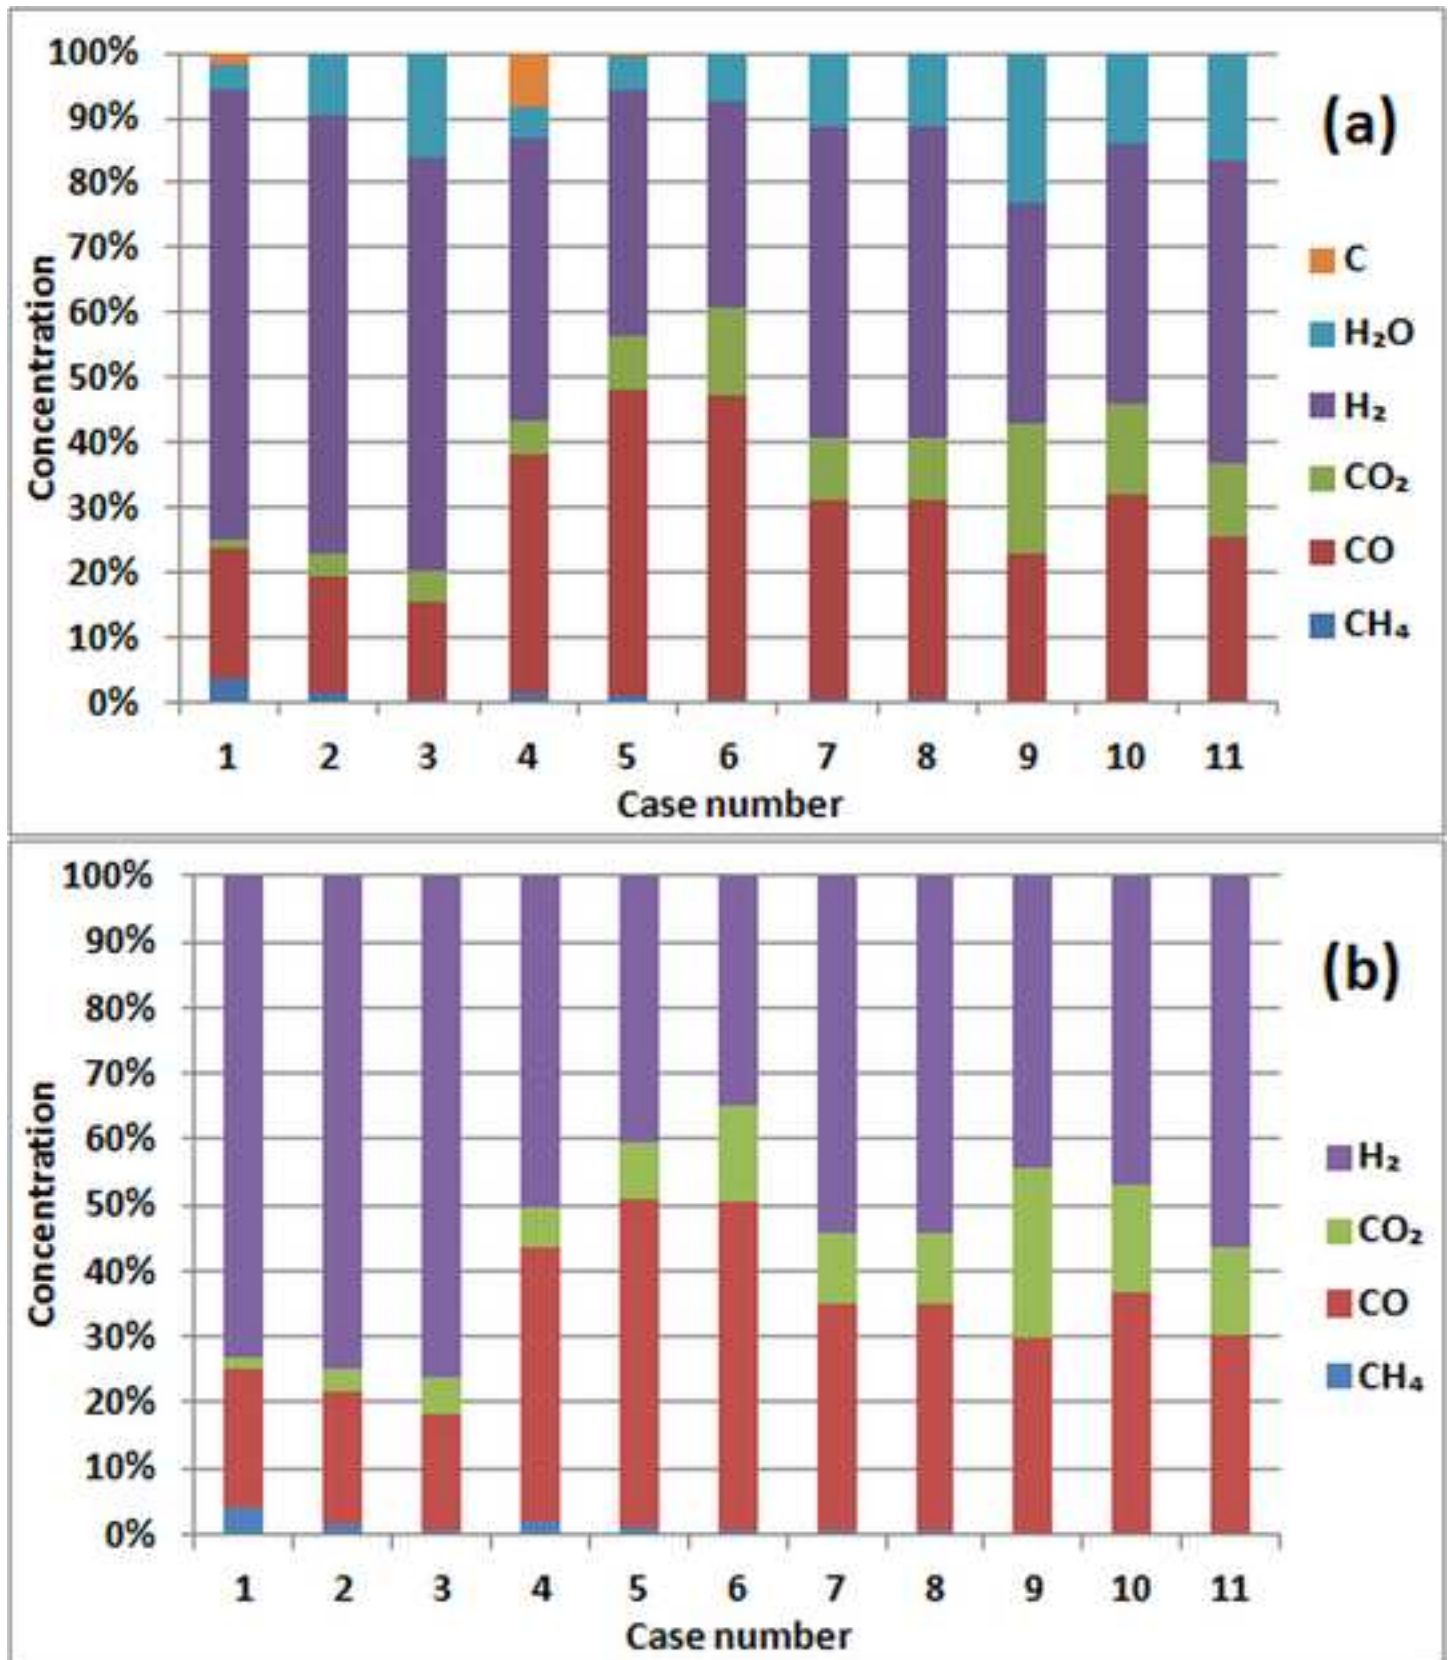 100%
90%
80%
70%
60%
50%
40%
30%
20%
10%
0%
Concentration
1 2 3 4 5 6 7 8 9 10 11
Case number
(a)
C
H₂O
H₂
CO₂
CO
CH₄
100%
90%
80%
70%
60%
50%
40%
30%
20%
10%
0%
Concentration
1 2 3 4 5 6 7 8 9 10 11
Case number
(b)
H₂
CO₂
CO
CH₄